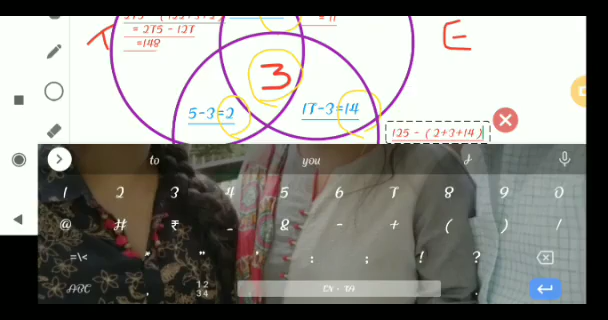 = 275 - 127
= 11
=148
T
E
3
5-3=2
17-3=14
125 - (2+3+14)
to
you
1 2 3 4 5 6 7 8 9 0
@ # ₹ _ & - + ( ) /
=\< * " ' : ; ! ?
ABC , 12 34 .